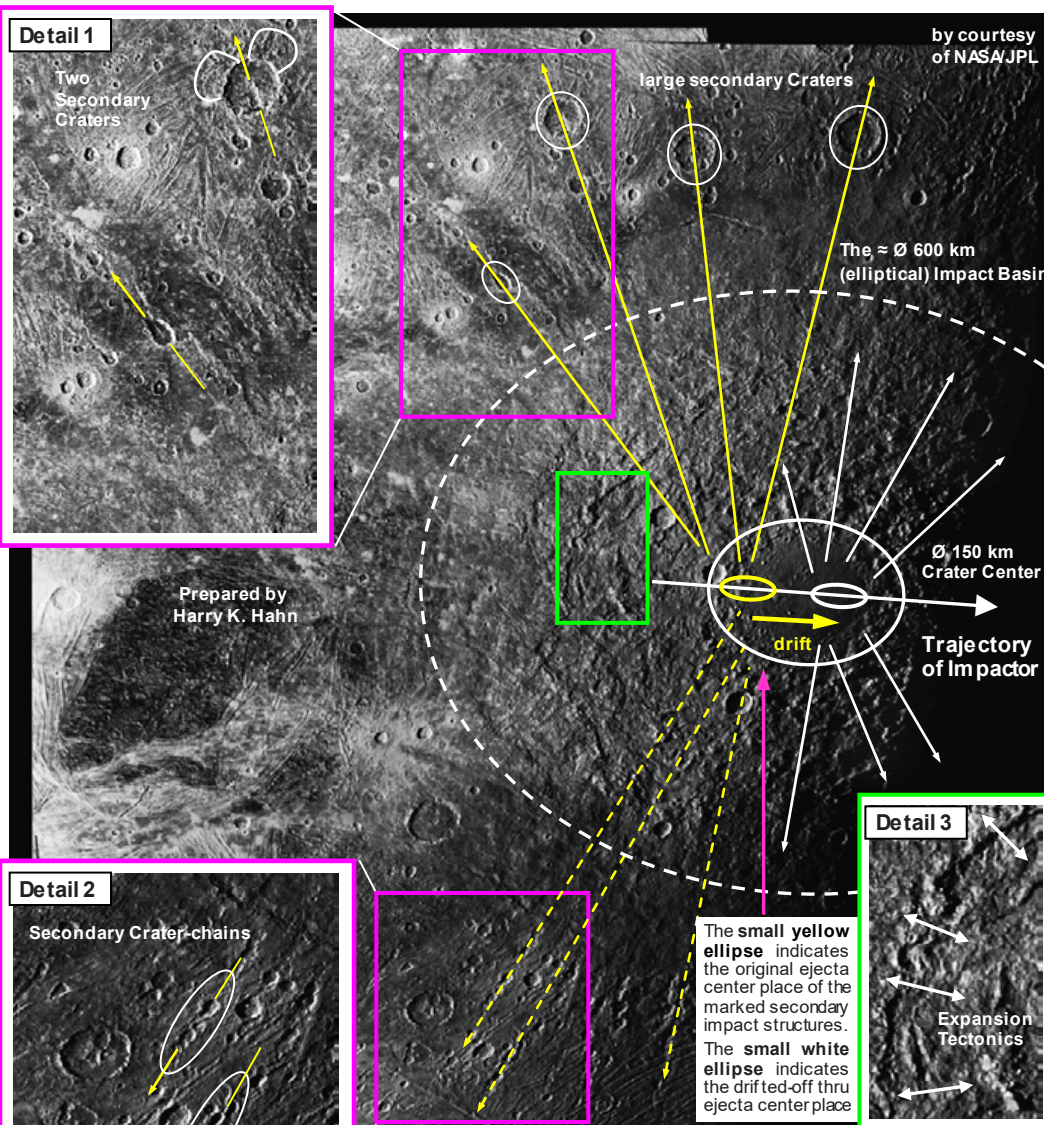 Detail 1
Two
Secondary
Craters
by courtesy
of NASA/JPL
large secondary Craters
The ≈ Ø 600 km
(elliptical) Impact Basin
Prepared by
Harry K. Hahn
Ø 150 km
Crater Center
drift
Trajectory
of Impactor
Detail 2
Secondary Crater-chains
The small yellow
ellipse indicates
the original ejecta
center place of the
marked secondary
impact structures.
The small white
ellipse indicates
the drifted-off thru
ejecta center place
Detail 3
Expansion
Tectonics